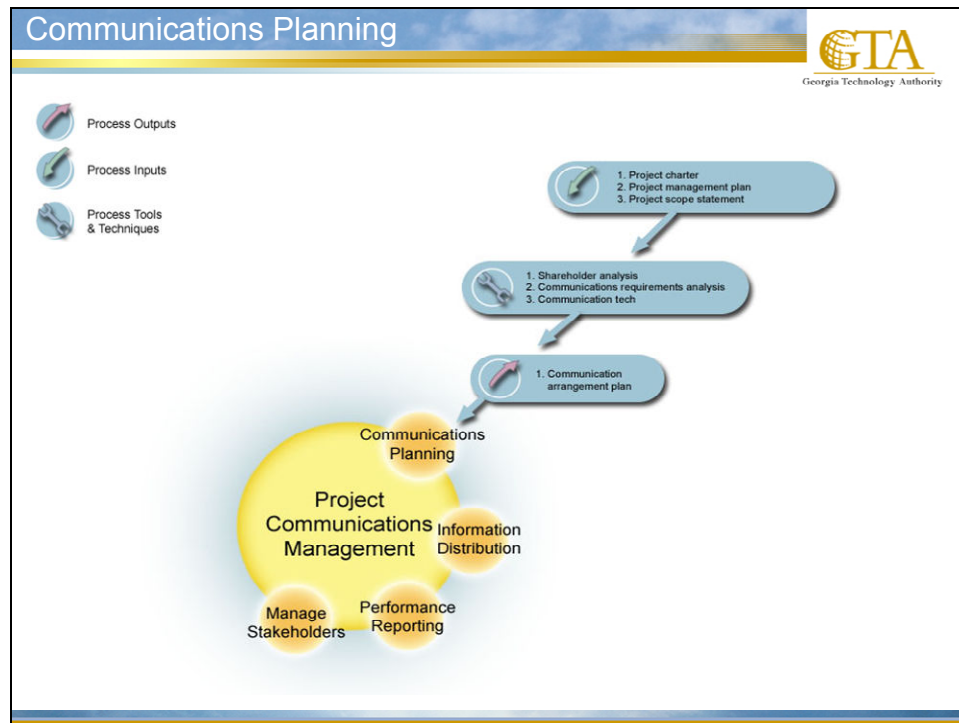 Communications Planning
GTA
Georgia Technology Authority
Process Outputs
Process Inputs
Process Tools
& Techniques
1. Project charter
2. Project management plan
3. Project scope statement
1. Shareholder analysis
2. Communications requirements analysis
3. Communication tech
1. Communication
arrangement plan
Communications
Planning
Project
Communications
Management
Information
Distribution
Performance
Reporting
Manage
Stakeholders